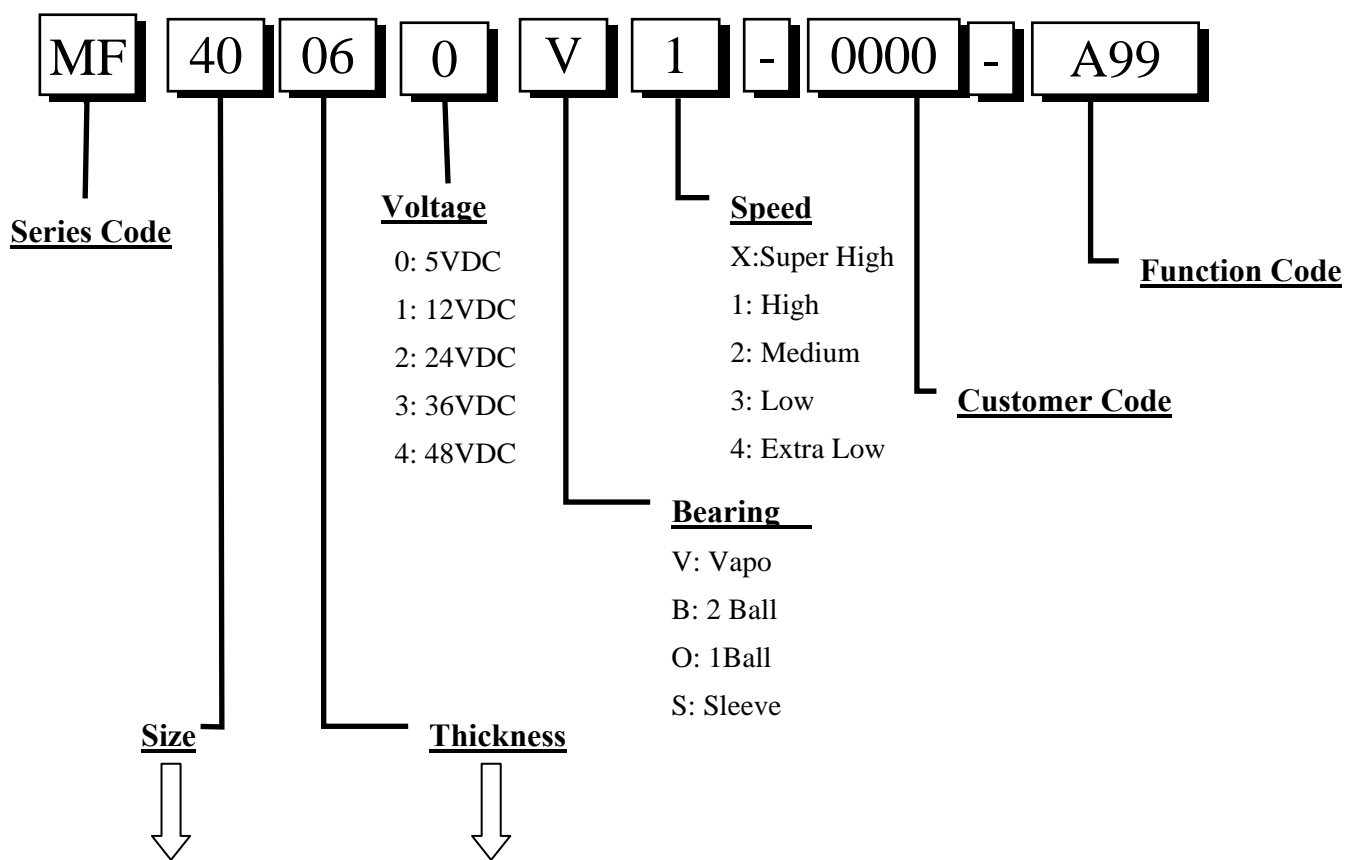 MF 40 06 0 V 1 - 0000 - A99
Series Code
Voltage
0: 5VDC
1: 12VDC
2: 24VDC
3: 36VDC
4: 48VDC
Speed
X:Super High
1: High
2: Medium
3: Low
4: Extra Low
Function Code
Customer Code
Bearing
V: Vapo
B: 2 Ball
O: 1Ball
S: Sleeve
Size
Thickness